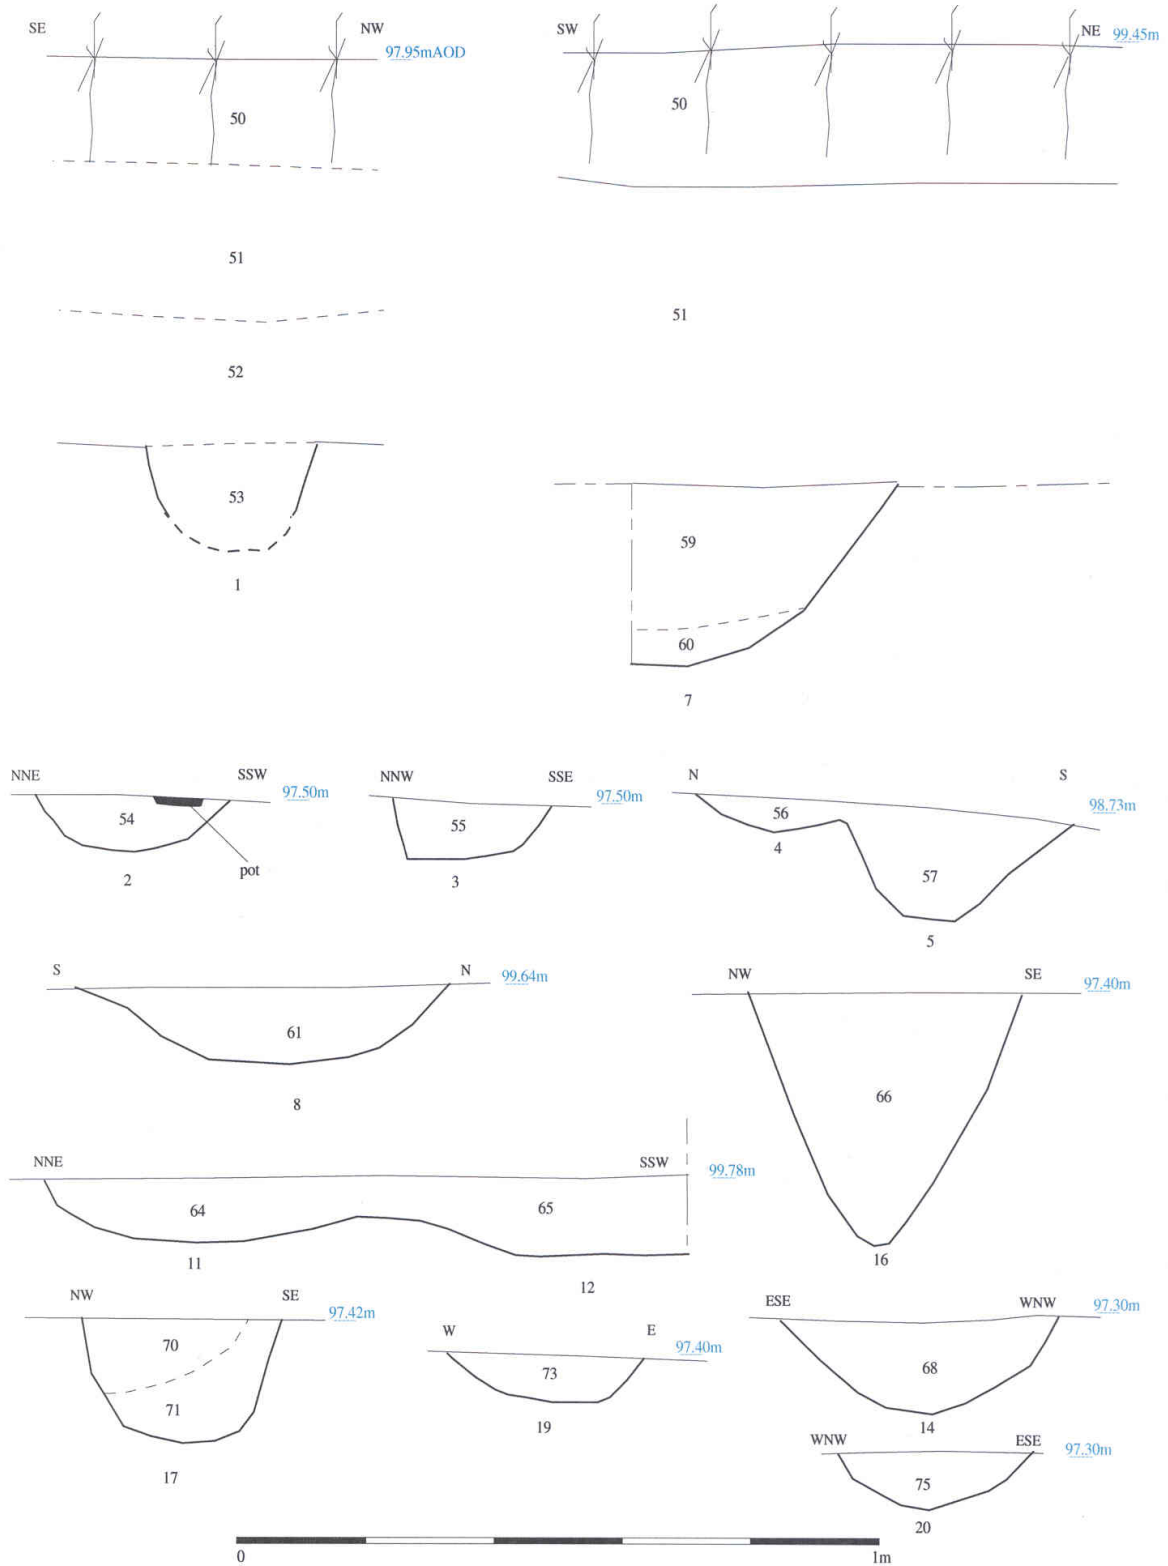 SE NW 97.95mAOD
50
51
52
53
1
SW NE 99.45m
50
51
59
60
7
NNE SSW 97.50m
54
pot
2
NNW SSE 97.50m
55
3
N S 98.73m
56
4
57
5
S N 99.64m
61
8
NW SE 97.40m
66
16
NNE SSW 99.78m
64 65
11
12
NW SE 97.42m
70
71
17
W E 97.40m
73
19
ESE WNW 97.30m
68
14
WNW ESE 97.30m
75
20
0 1m